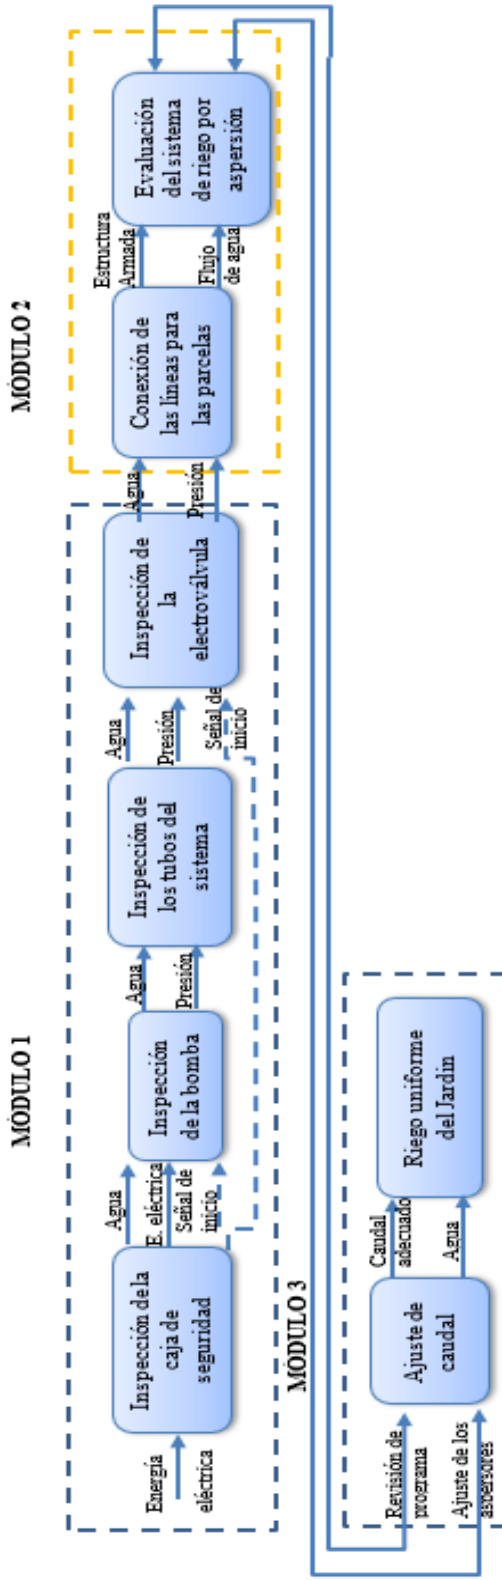 MÓDULO 1
Energía
eléctrica
Inspección de la
caja de
seguridad
Agua
E. eléctrica
Señal de
inicio
Inspección
de la bomba
Agua
Presión
Inspección de
los tubos del
sistema
Agua
Presión
Señal de
inicio
Inspección de
la
electroválvula
Agua
Presión
MÓDULO 2
Conexión de
las líneas para
las parcelas
Estructura
Armada
Flujo
de agua
Evaluación
del sistema
de riego por
aspersión
MÓDULO 3
Revisión de
programa
Ajuste de los
aspersores
Ajuste de
caudal
Caudal
adecuado
Agua
Riego uniforme
del Jardin